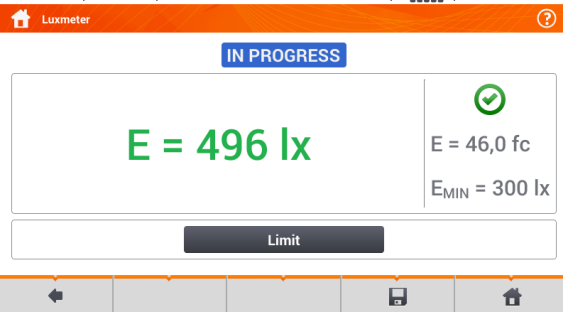 Luxmeter
?
IN PROGRESS
E = 496 lx
E = 46,0 fc
EMIN = 300 lx
Limit